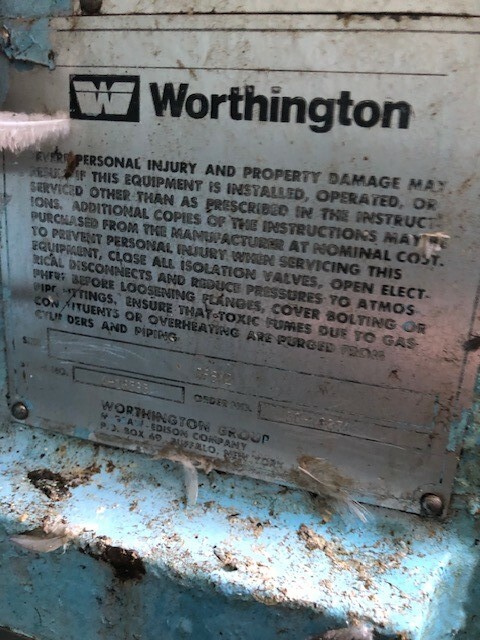 W Worthington
SEVERE PERSONAL INJURY AND PROPERTY DAMAGE MAY
RESULT IF THIS EQUIPMENT IS INSTALLED, OPERATED, OR
SERVICED OTHER THAN AS PRESCRIBED IN THE INSTRUCT-
IONS. ADDITIONAL COPIES OF THE INSTRUCTIONS MAY
PURCHASED FROM THE MANUFACTURER AT NOMINAL COST.
TO PREVENT PERSONAL INJURY WHEN SERVICING THIS
EQUIPMENT, CLOSE ALL ISOLATION VALVES, OPEN ELECT-
RICAL DISCONNECTS AND REDUCE PRESSURES TO ATMOS-
PHERE BEFORE LOOSENING FLANGES, COVER BOLTING OR
PIPE FITTINGS, ENSURE THAT TOXIC FUMES DUE TO GAS
CONSTITUENTS OR OVERHEATING ARE PURGED FROM
CYLINDERS AND PIPING.
NO. ORDER NO.
WORTHINGTON GROUP
EDISON COMPANY
P. O. BOX 69 BUFFALO, NEW YORK